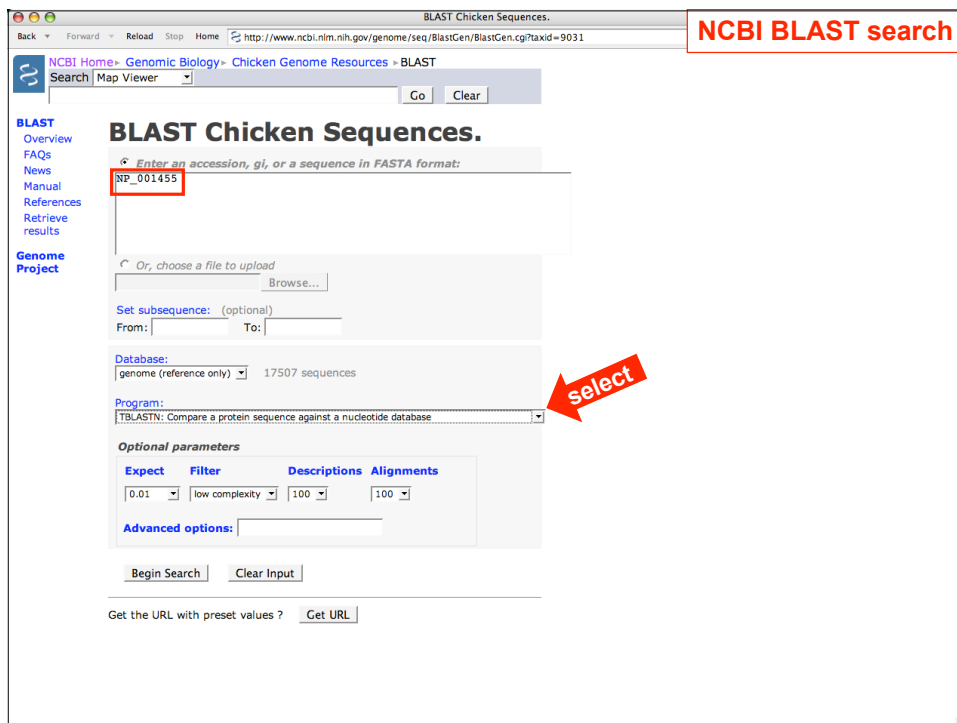 BLAST Chicken Sequences.
Back Forward Reload Stop Home http://www.ncbi.nlm.nih.gov/genome/seq/BlastGen/BlastGen.cgi?taxid=9031
NCBI BLAST search
NCBI Home▸ Genomic Biology▸ Chicken Genome Resources ▸BLAST
Search Map Viewer
Go Clear
BLAST
Overview
FAQs
News
Manual
References
Retrieve
results
Genome
Project
BLAST Chicken Sequences.
Enter an accession, gi, or a sequence in FASTA format:
NP_001455
Or, choose a file to upload
Browse...
Set subsequence: (optional)
From: To:
Database:
genome (reference only) 17507 sequences
select
Program:
TBLASTN: Compare a protein sequence against a nucleotide database
Optional parameters
Expect Filter Descriptions Alignments
0.01 low complexity 100 100
Advanced options:
Begin Search Clear Input
Get the URL with preset values ? Get URL